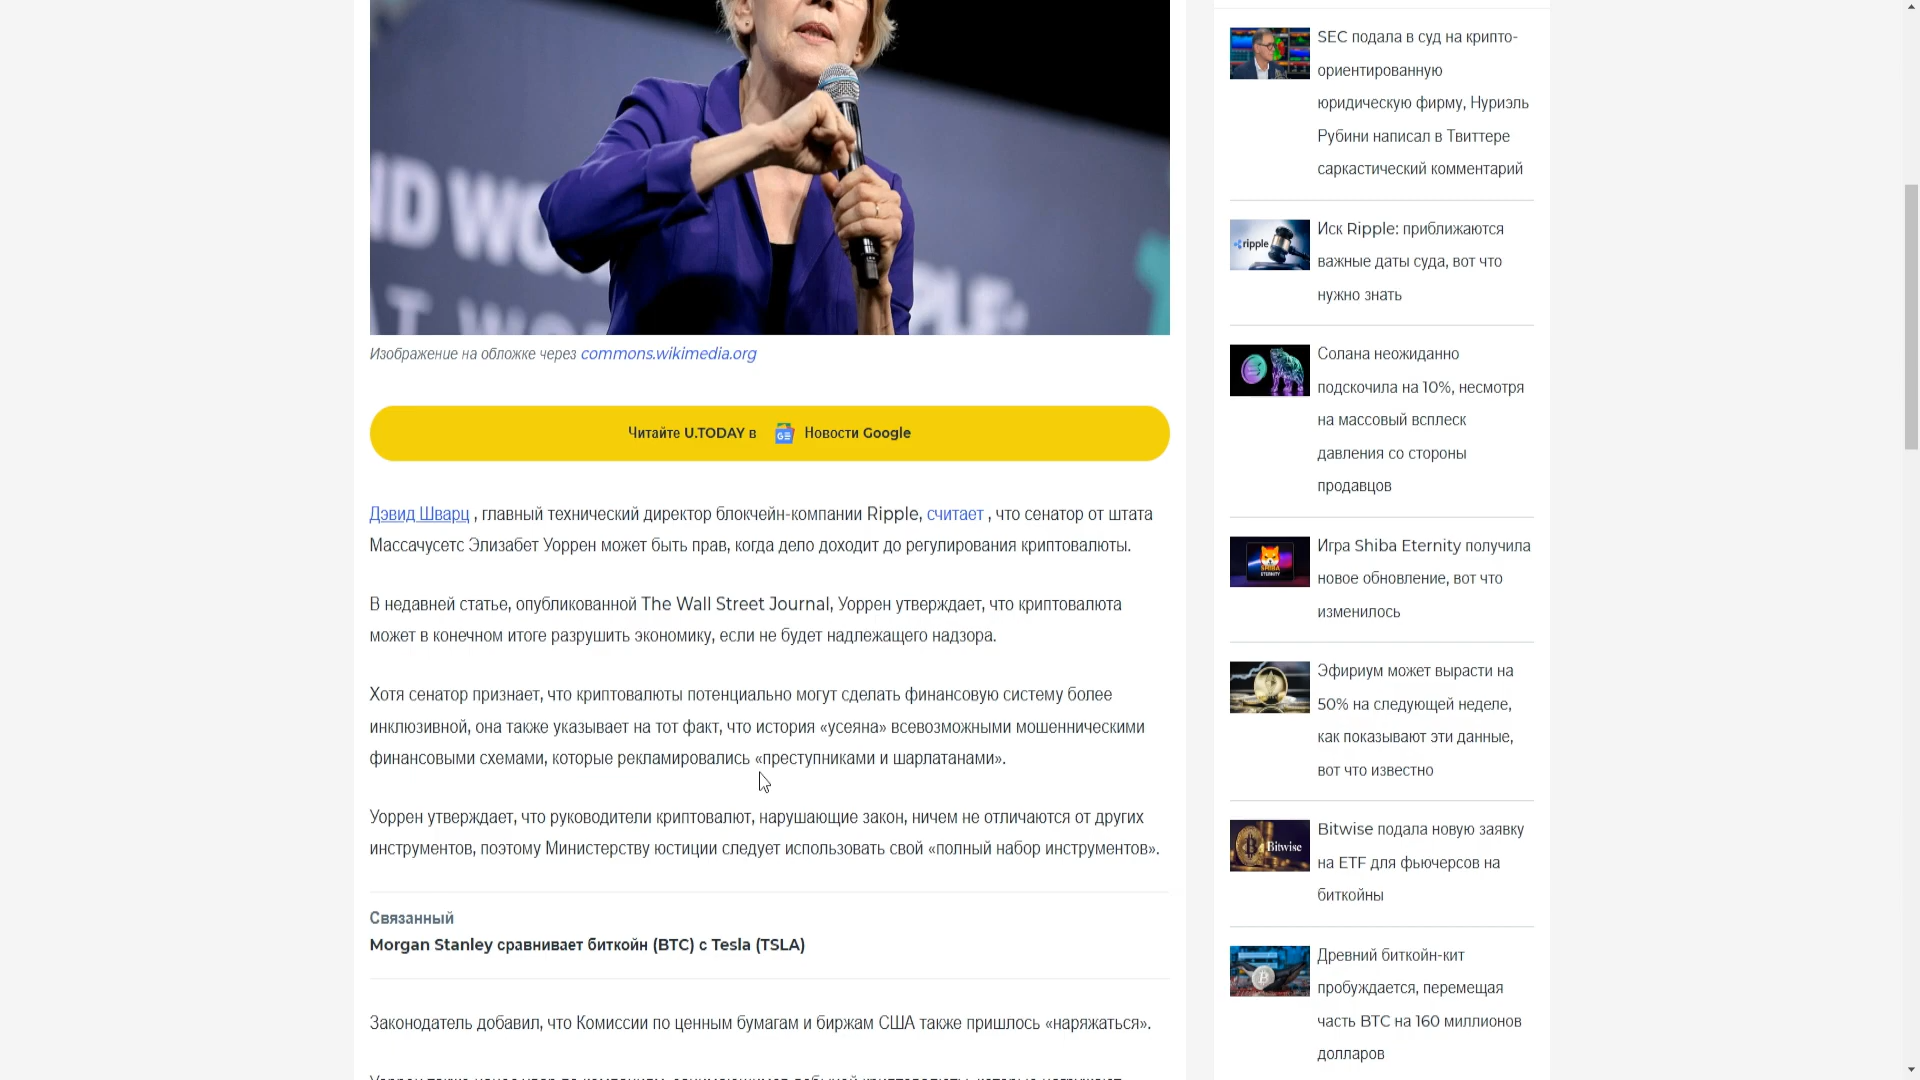 ND WO
PLE:
AT WO
Изображение на обложке через commons.wikimedia.org
Читайте U.TODAY в GE Новости Google
Дэвид Шварц , главный технический директор блокчейн-компании Ripple, считает , что сенатор от штата
Массачусетс Элизабет Уоррен может быть прав, когда дело доходит до регулирования криптовалюты.
В недавней статье, опубликованной The Wall Street Journal, Уоррен утверждает, что криптовалюта
может в конечном итоге разрушить экономику, если не будет надлежащего надзора.
Хотя сенатор признает, что криптовалюты потенциально могут сделать финансовую систему более
инклюзивной, она также указывает на тот факт, что история «усеяна» всевозможными мошенническими
финансовыми схемами, которые рекламировались «преступниками и шарлатанами».
Уоррен утверждает, что руководители криптовалют, нарушающие закон, ничем не отличаются от других
инструментов, поэтому Министерству юстиции следует использовать свой «полный набор инструментов».
Связанный
Morgan Stanley сравнивает биткойн (BTC) с Tesla (TSLA)
Законодатель добавил, что Комиссии по ценным бумагам и биржам США также пришлось «наряжаться».
SEC подала в суд на крипто-
ориентированную
юридическую фирму, Нуриэль
Рубини написал в Твиттере
саркастический комментарий
ripple
Иск Ripple: приближаются
важные даты суда, вот что
нужно знать
Солана неожиданно
подскочила на 10%, несмотря
на массовый всплеск
давления со стороны
продавцов
SHIBA
ETERNITY
Игра Shiba Eternity получила
новое обновление, вот что
изменилось
Эфириум может вырасти на
50% на следующей неделе,
как показывают эти данные,
вот что известно
Bitwise
Bitwise подала новую заявку
на ETF для фьючерсов на
биткойны
Древний биткойн-кит
пробуждается, перемещая
часть BTC на 160 миллионов
долларов